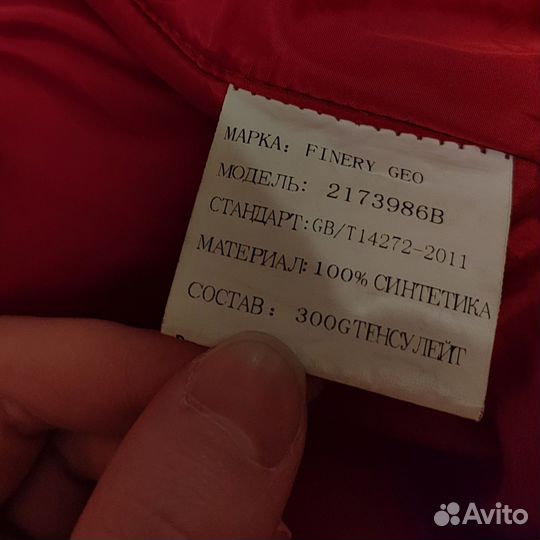 МАРКА: FINERY GEO
МОДЕЛЬ: 2173986B
СТАНДАРТ:GB/T14272-2011
МАТЕРИАЛ:100% СИНТЕТИКА
СОСТАВ: 300GТЕНСУЛЕЙТ
Avito